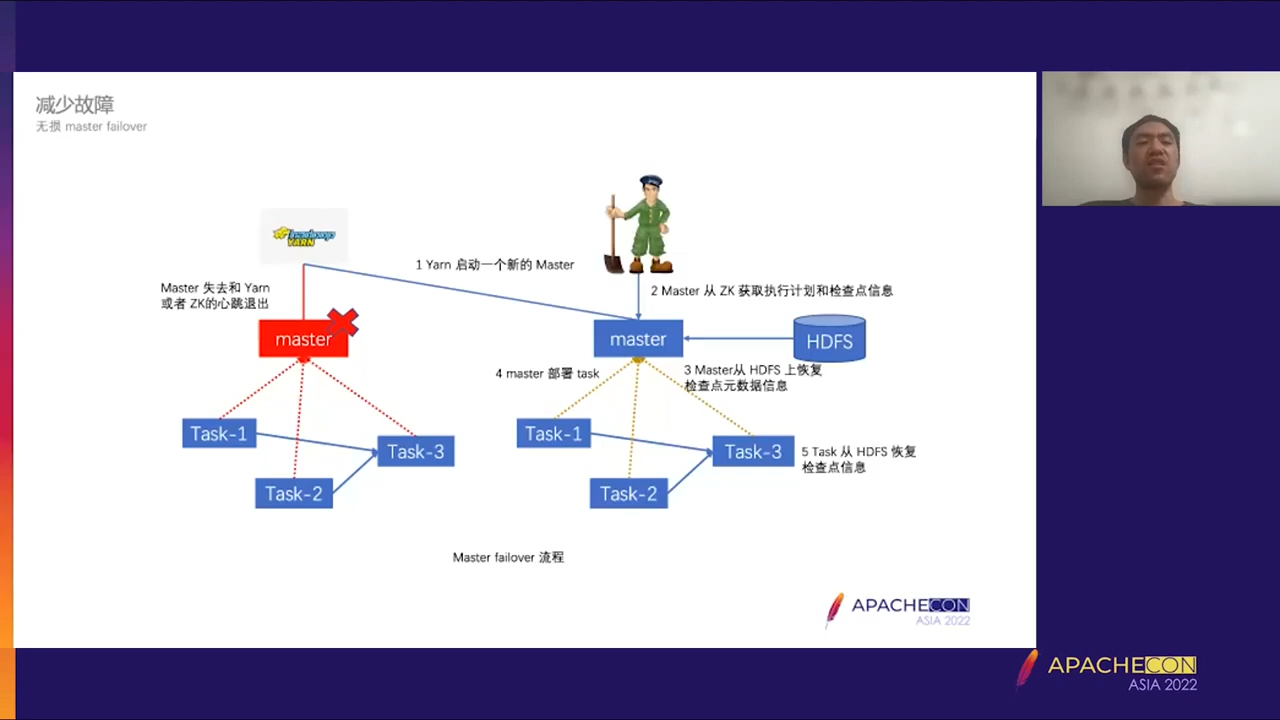 减少故障
无损 master failover
YARN
1 Yarn 启动一个新的 Master
Master 失去和 Yarn
或者 ZK的心跳退出
2 Master 从 ZK 获取执行计划和检查点信息
master
master
HDFS
4 master 部署 task
3 Master从 HDFS 上恢复
检查点元数据信息
Task-1
Task-3
Task-2
Task-1
Task-3
Task-2
5 Task 从 HDFS 恢复
检查点信息
Master failover 流程
APACHECON
ASIA 2022
APACHECON
ASIA 2022